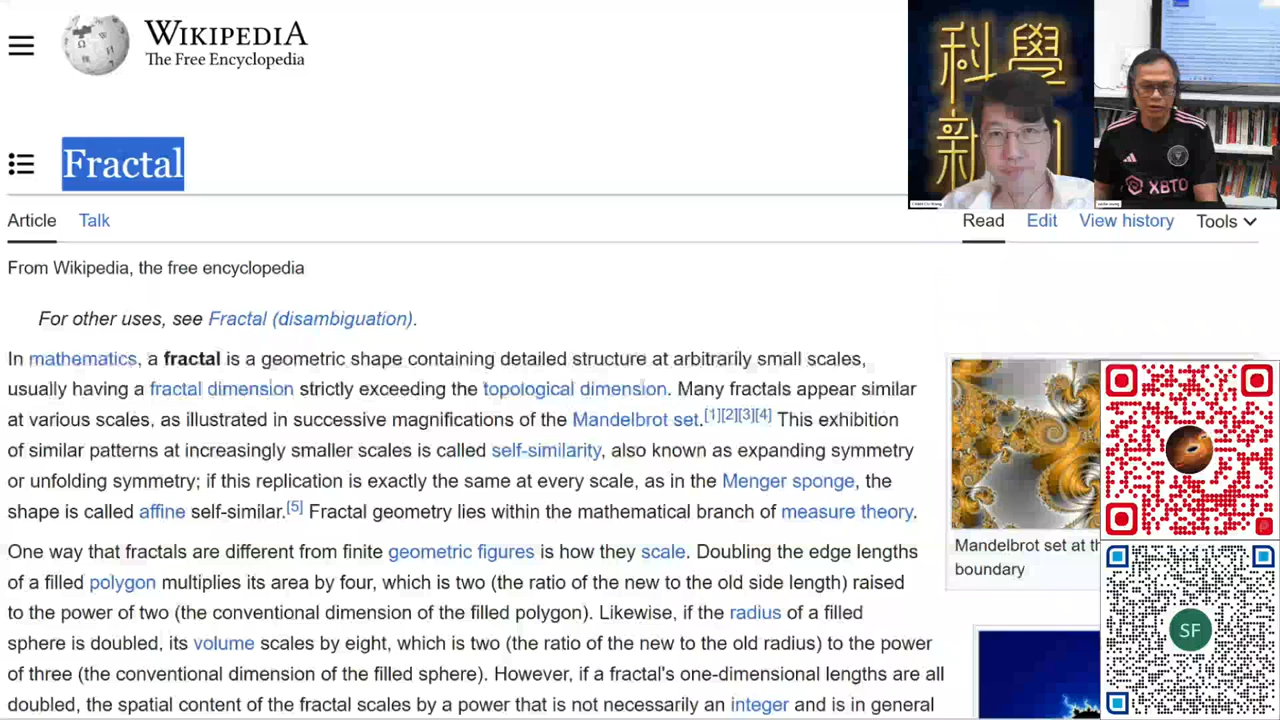 WIKIPEDIA
The Free Encyclopedia
科學
新
XBTO
Fractal
Article Talk
Read Edit View history Tools
From Wikipedia, the free encyclopedia
For other uses, see Fractal (disambiguation).
In mathematics, a fractal is a geometric shape containing detailed structure at arbitrarily small scales,
usually having a fractal dimension strictly exceeding the topological dimension. Many fractals appear similar
at various scales, as illustrated in successive magnifications of the Mandelbrot set.[1][2][3][4] This exhibition
of similar patterns at increasingly smaller scales is called self-similarity, also known as expanding symmetry
or unfolding symmetry; if this replication is exactly the same at every scale, as in the Menger sponge, the
shape is called affine self-similar.[5] Fractal geometry lies within the mathematical branch of measure theory.
One way that fractals are different from finite geometric figures is how they scale. Doubling the edge lengths
of a filled polygon multiplies its area by four, which is two (the ratio of the new to the old side length) raised
to the power of two (the conventional dimension of the filled polygon). Likewise, if the radius of a filled
sphere is doubled, its volume scales by eight, which is two (the ratio of the new to the old radius) to the power
of three (the conventional dimension of the filled sphere). However, if a fractal's one-dimensional lengths are all
doubled, the spatial content of the fractal scales by a power that is not necessarily an integer and is in general
Mandelbrot set at
boundary
SF